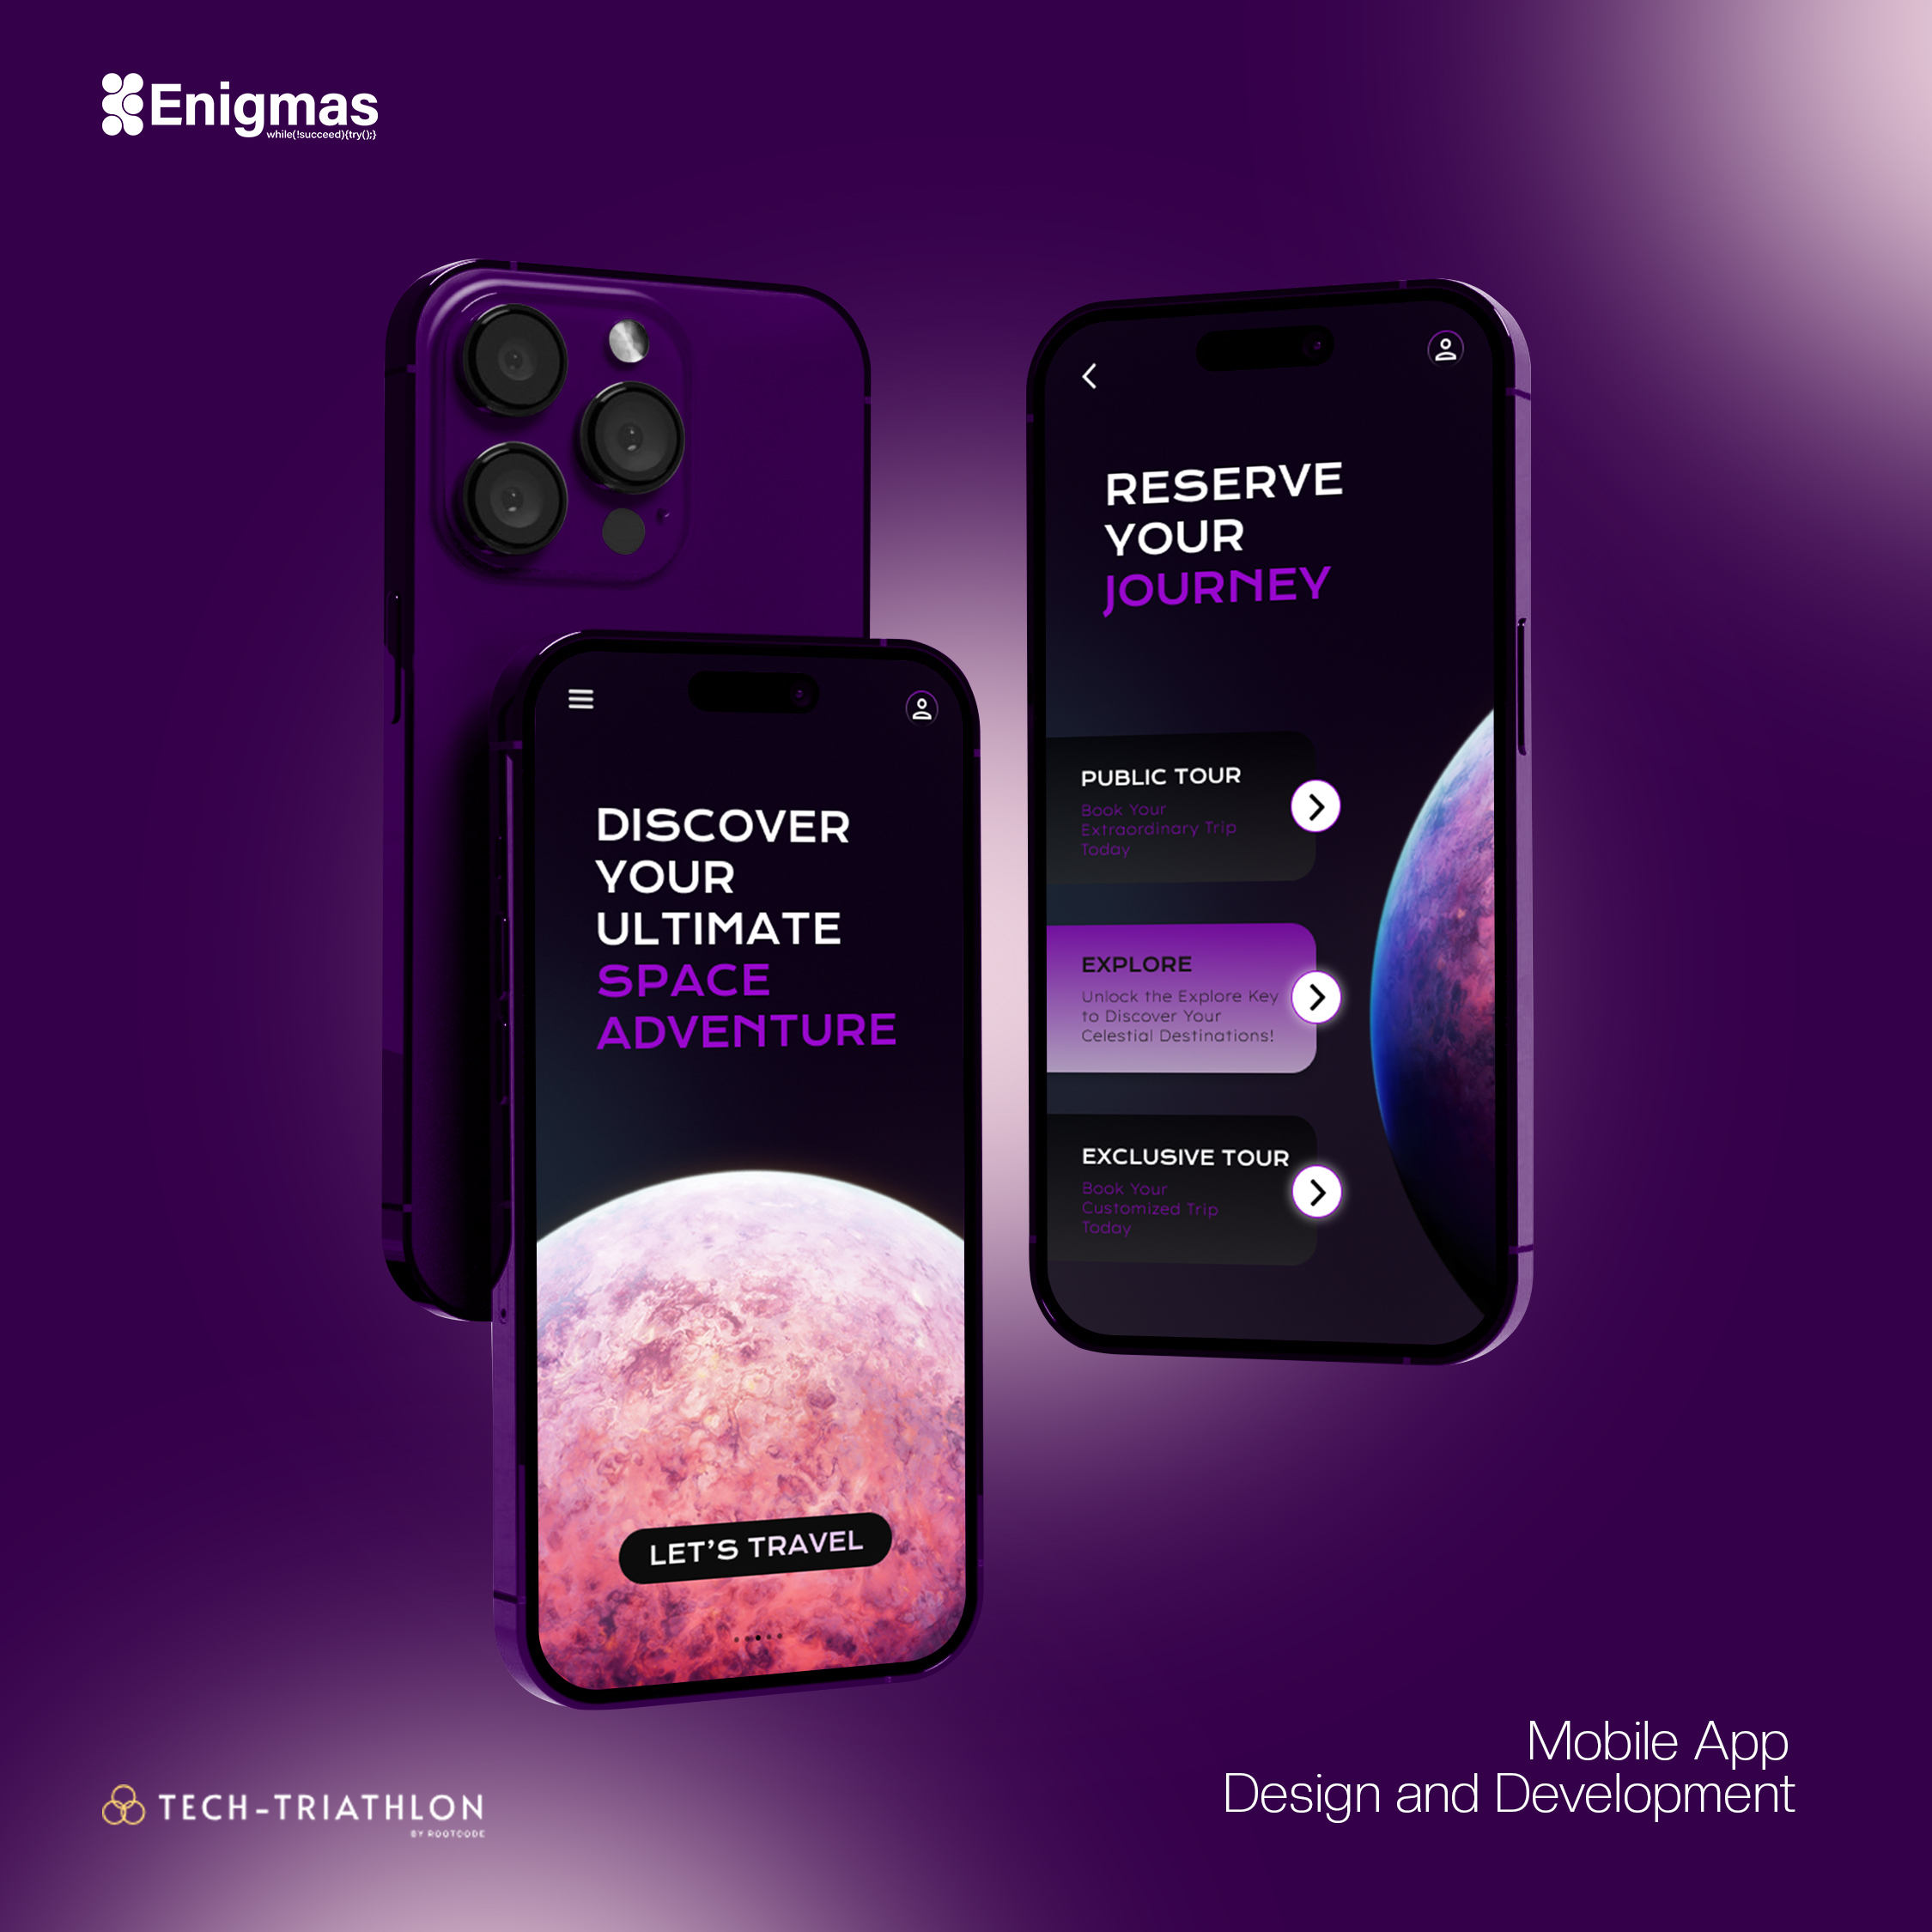 Enigmas
while(!succeed){try();}
DISCOVER
YOUR
ULTIMATE
SPACE
ADVENTURE
LET'S TRAVEL
RESERVE
YOUR
JOURNEY
PUBLIC TOUR
Book Your
Extraordinary Trip
Today
EXPLORE
Unlock the Explore Key
to Discover Your
Celestial Destinations!
EXCLUSIVE TOUR
Book Your
Customized Trip
Today
TECH-TRIATHLON
BY ROOTCODE
Mobile App
Design and Development